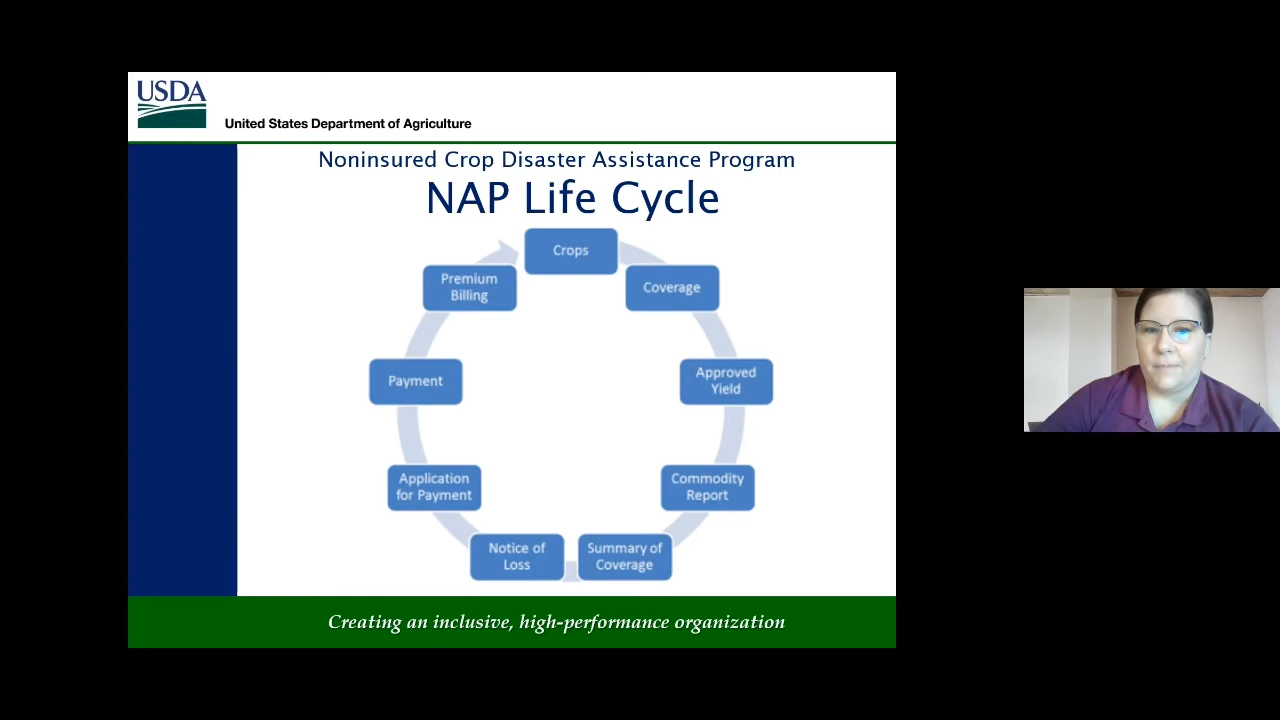 USDA
United States Department of Agriculture
Noninsured Crop Disaster Assistance Program
NAP Life Cycle
Crops
Coverage
Approved
Yield
Commodity
Report
Summary of
Coverage
Notice of
Loss
Application
for Payment
Payment
Premium
Billing
Creating an inclusive, high-performance organization